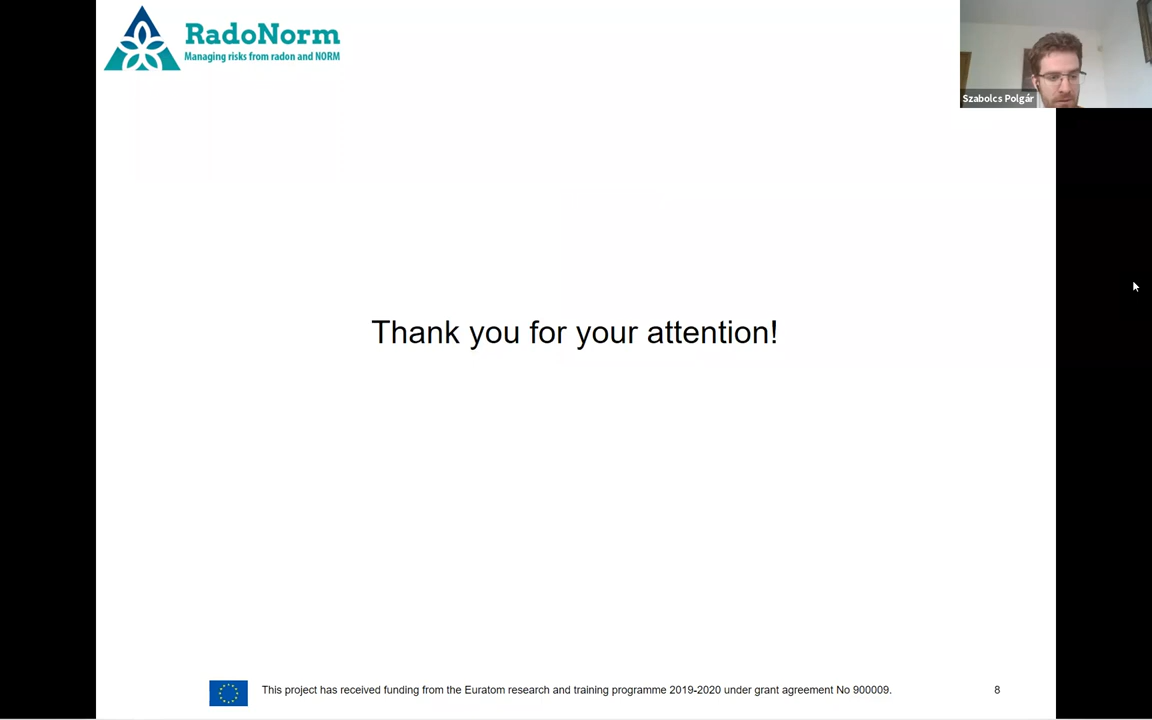 RadoNorm
Managing risks from radon and NORM
Szabolcs Polgár
Thank you for your attention!
This project has received funding from the Euratom research and training programme 2019-2020 under grant agreement No 900009.
8